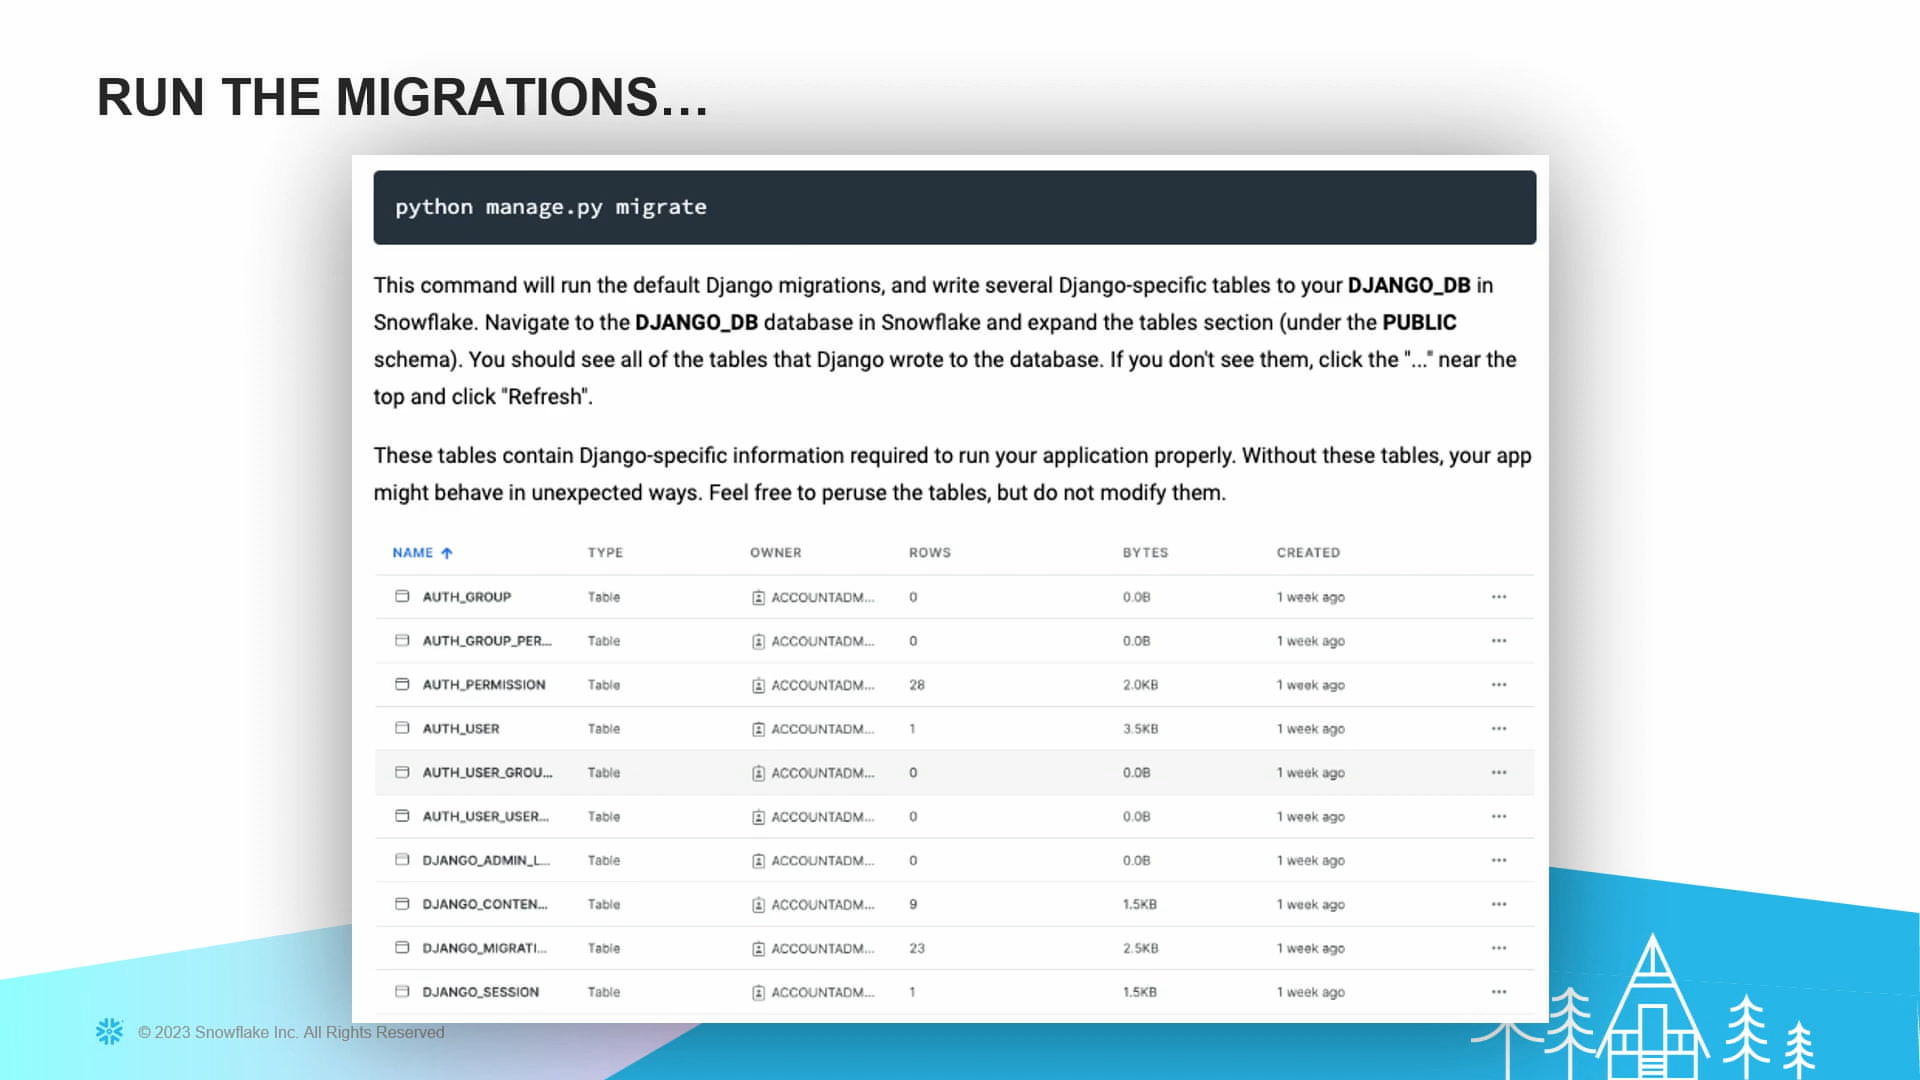 RUN THE MIGRATIONS...
python manage.py migrate
This command will run the default Django migrations, and write several Django-specific tables to your DJANGO_DB in
Snowflake. Navigate to the DJANGO_DB database in Snowflake and expand the tables section (under the PUBLIC
schema). You should see all of the tables that Django wrote to the database. If you don't see them, click the "..." near the
top and click "Refresh".
These tables contain Django-specific information required to run your application properly. Without these tables, your app
might behave in unexpected ways. Feel free to peruse the tables, but do not modify them.
NAME ↑ TYPE OWNER ROWS BYTES CREATED
AUTH_GROUP Table ACCOUNTADM... 0 0.0B 1 week ago ...
AUTH_GROUP_PER... Table ACCOUNTADM... 0 0.0B 1 week ago ...
AUTH_PERMISSION Table ACCOUNTADM... 28 2.0KB 1 week ago ...
AUTH_USER Table ACCOUNTADM... 1 3.5KB 1 week ago ...
AUTH_USER_GROU... Table ACCOUNTADM... 0 0.0B 1 week ago ...
AUTH_USER_USER... Table ACCOUNTADM... 0 0.0B 1 week ago ...
DJANGO_ADMIN_L... Table ACCOUNTADM... 0 0.0B 1 week ago ...
DJANGO_CONTEN... Table ACCOUNTADM... 9 1.5KB 1 week ago ...
DJANGO_MIGRATI... Table ACCOUNTADM... 23 2.5KB 1 week ago ...
DJANGO_SESSION Table ACCOUNTADM... 1 1.5KB 1 week ago ...
© 2023 Snowflake Inc. All Rights Reserved